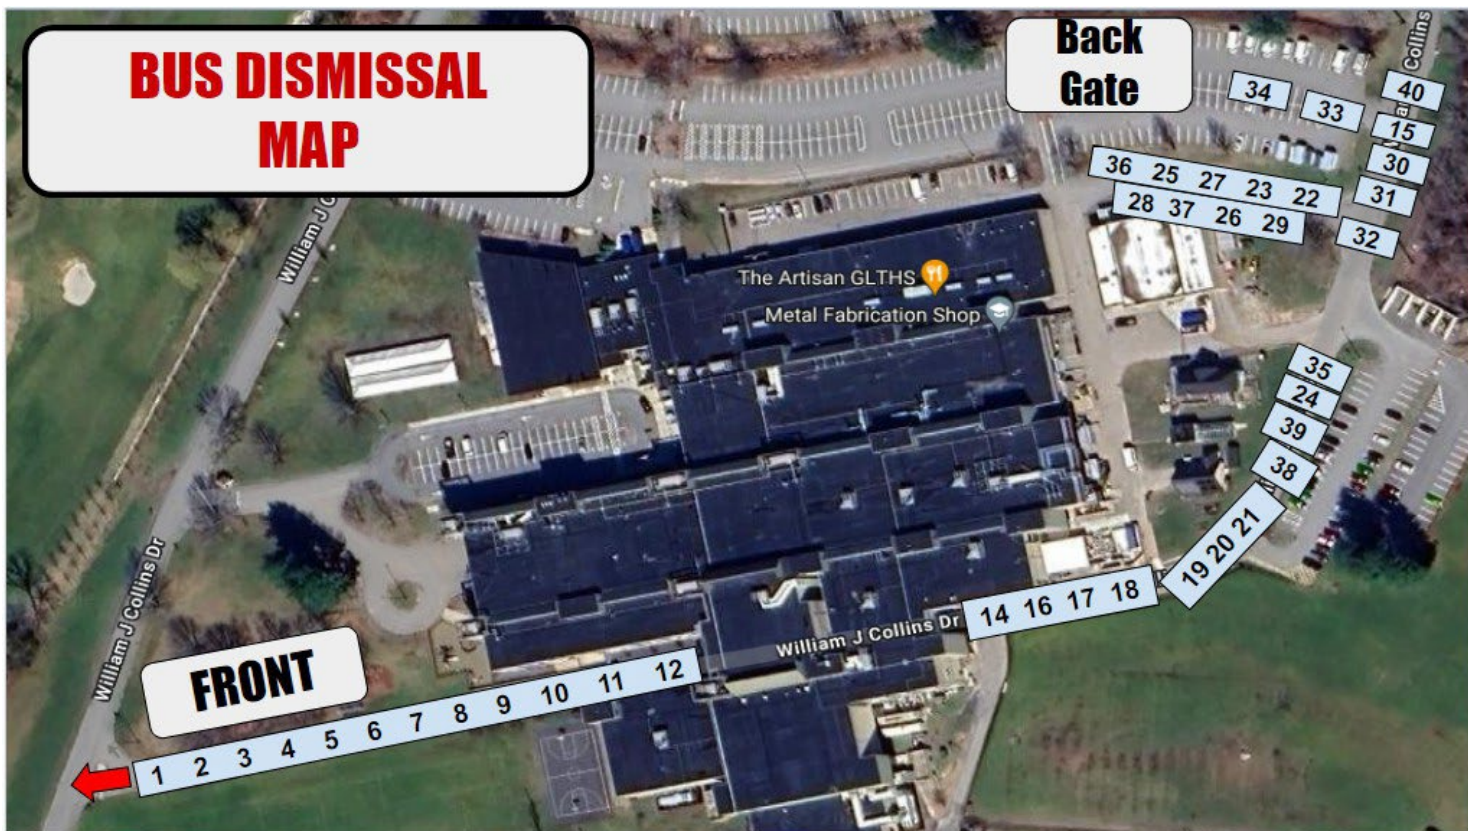 BUS DISMISSAL
MAP
Back
Gate
Collins
34
33
40
15
30
31
32
36 25 27 23 22
28 37 26 29
William J C
The Artisan GLTHS
Metal Fabrication Shop
35
24
39
38
19 20 21
14 16 17 18
William J Collins Dr
William J Collins Dr
FRONT
1 2 3 4 5 6 7 8 9 10 11 12